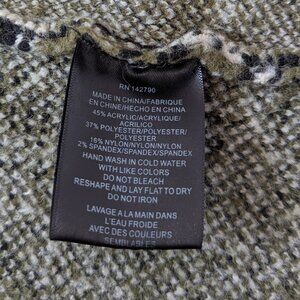 RN 142790
MADE IN CHINA/FABRIQUE
EN CHINE/HECHO EN CHINA
45% ACRYLIC/ACRYLIQUE/
ACRILICO
37% POLYESTER/POLYESTER/
POLYESTER
16% NYLON/NYLON/NYLON
2% SPANDEX/SPANDEX/SPANDEX
HAND WASH IN COLD WATER
WITH LIKE COLORS
DO NOT BLEACH
RESHAPE AND LAY FLAT TO DRY
DO NOT IRON
LAVAGE A LA MAIN DANS
L'EAU FROIDE
AVEC DES COULEURS
SEMBLABLES